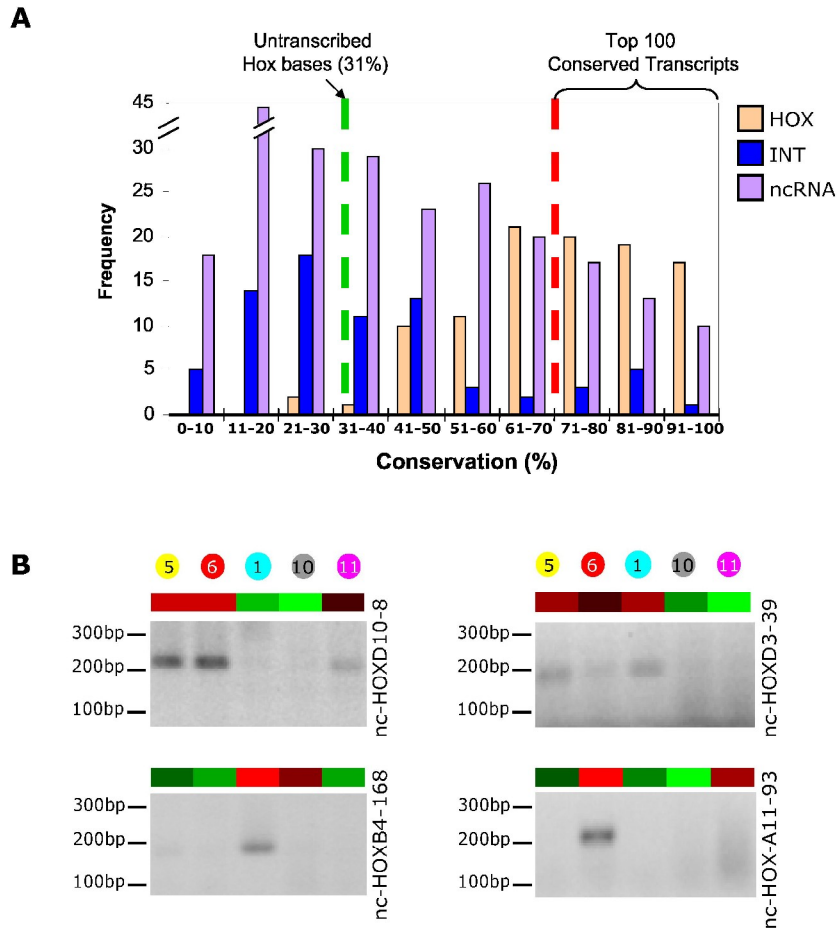 A
Untranscribed
Hox bases (31%)
Top 100
Conserved Transcripts
45
30
25
20
15
10
5
0
Frequency
0-10 11-20 21-30 31-40 41-50 51-60 61-70 71-80 81-90 91-100
Conservation (%)
HOX
INT
ncRNA
B
5 6 1 10 11
300bp
200bp
100bp
nc-HOXD10-8
5 6 1 10 11
300bp
200bp
100bp
nc-HOXD3-39
300bp
200bp
100bp
nc-HOXB4-168
300bp
200bp
100bp
nc-HOX-A11-93